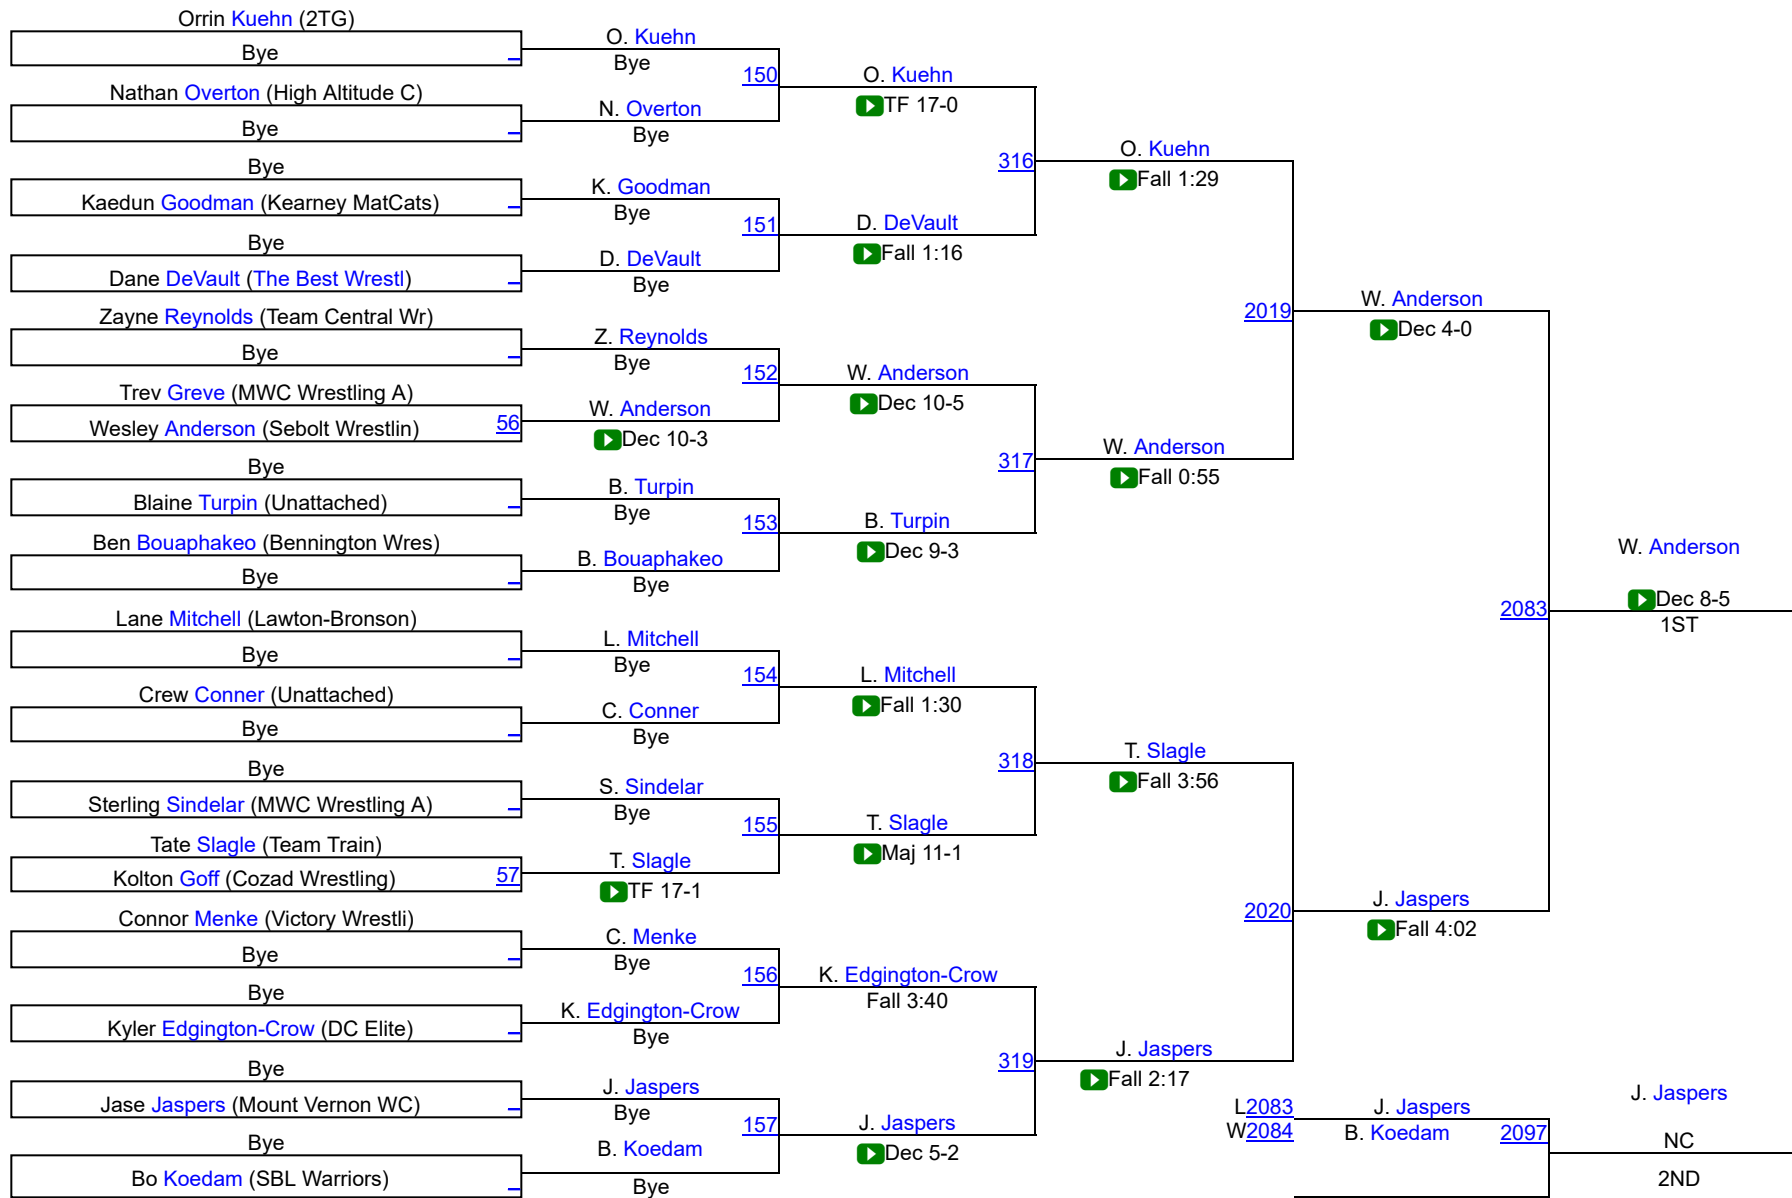 Orrin Kuehn (2TG)
Bye
Nathan Overton (High Altitude C)
Bye
Bye
Kaedun Goodman (Kearney MatCats)
Bye
Dane DeVault (The Best Wrestl)
Zayne Reynolds (Team Central Wr)
Bye
Trev Greve (MWC Wrestling A)
Wesley Anderson (Sebolt Wrestlin) 56
Bye
Blaine Turpin (Unattached)
Ben Bouaphakeo (Bennington Wres)
Bye
Lane Mitchell (Lawton-Bronson)
Bye
Crew Conner (Unattached)
Bye
Bye
Sterling Sindelar (MWC Wrestling A)
Tate Slagle (Team Train)
Kolton Goff (Cozad Wrestling) 57
Connor Menke (Victory Wrestli)
Bye
Bye
Kyler Edgington-Crow (DC Elite)
Bye
Jase Jaspers (Mount Vernon WC)
Bye
Bo Koedam (SBL Warriors)
O. Kuehn
Bye
150
N. Overton
Bye
K. Goodman
Bye
151
D. DeVault
Bye
Z. Reynolds
Bye
152
W. Anderson
Dec 10-3
B. Turpin
Bye
153
B. Bouaphakeo
Bye
L. Mitchell
Bye
154
C. Conner
Bye
S. Sindelar
Bye
155
T. Slagle
TF 17-1
C. Menke
Bye
156
K. Edgington-Crow
Bye
J. Jaspers
Bye
157
B. Koedam
Bye
O. Kuehn
TF 17-0
316
D. DeVault
Fall 1:16
W. Anderson
Dec 10-5
317
B. Turpin
Dec 9-3
L. Mitchell
Fall 1:30
318
T. Slagle
Maj 11-1
K. Edgington-Crow
Fall 3:40
319
J. Jaspers
Dec 5-2
O. Kuehn
Fall 1:29
2019
W. Anderson
Fall 0:55
T. Slagle
Fall 3:56
2020
J. Jaspers
Fall 2:17
W. Anderson
Dec 4-0
2083
J. Jaspers
Fall 4:02
W. Anderson
Dec 8-5
1ST
L2083 J. Jaspers
W2084 B. Koedam 2097
J. Jaspers
NC
2ND